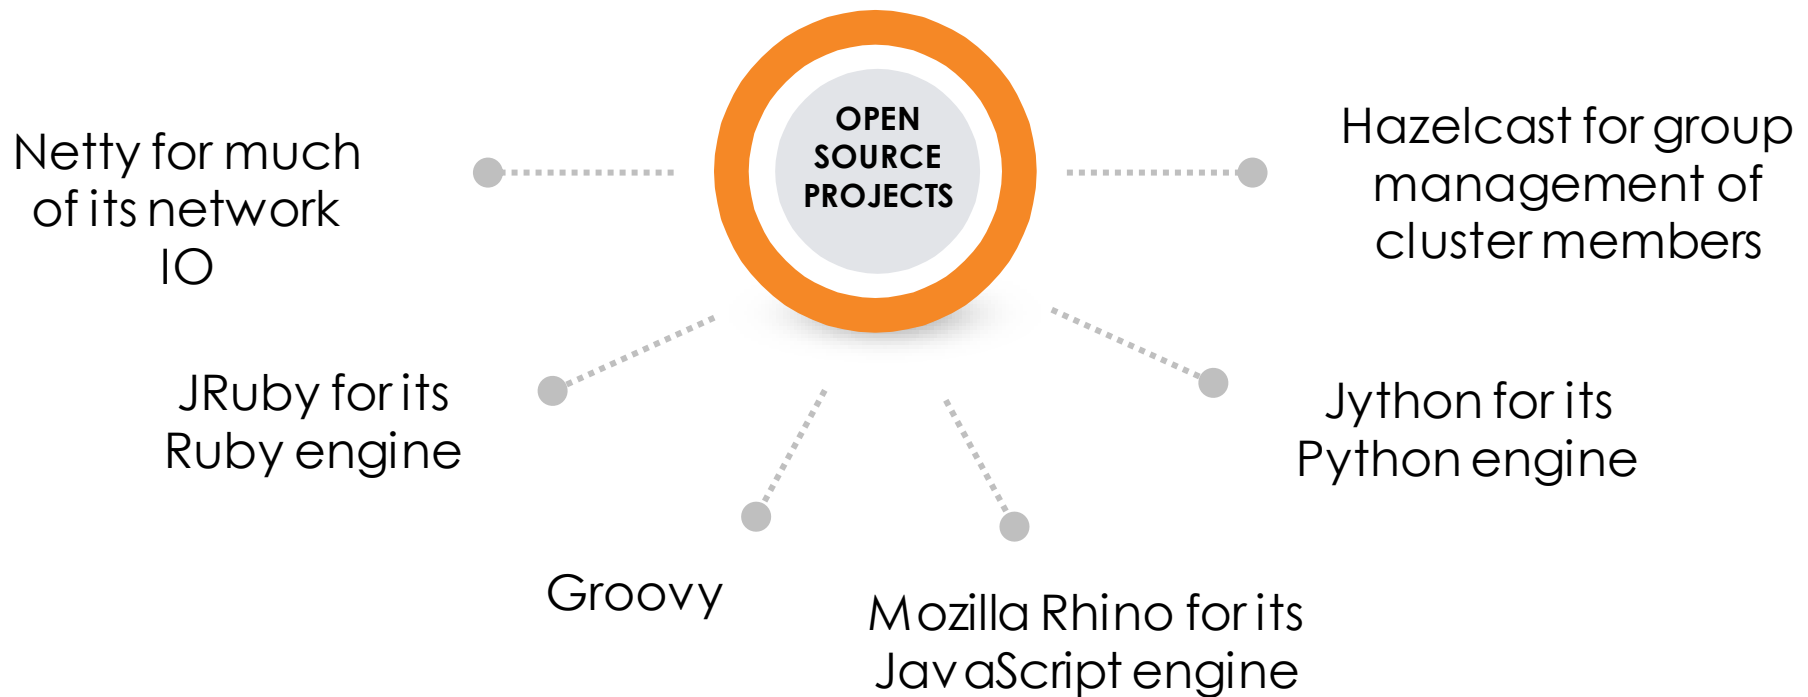 OPEN
SOURCE
PROJECTS
Netty for much
of its network
IO
Hazelcast for group
management of
cluster members
JRuby for its
Ruby engine
Jython for its
Python engine
Groovy
Mozilla Rhino for its
JavaScript engine